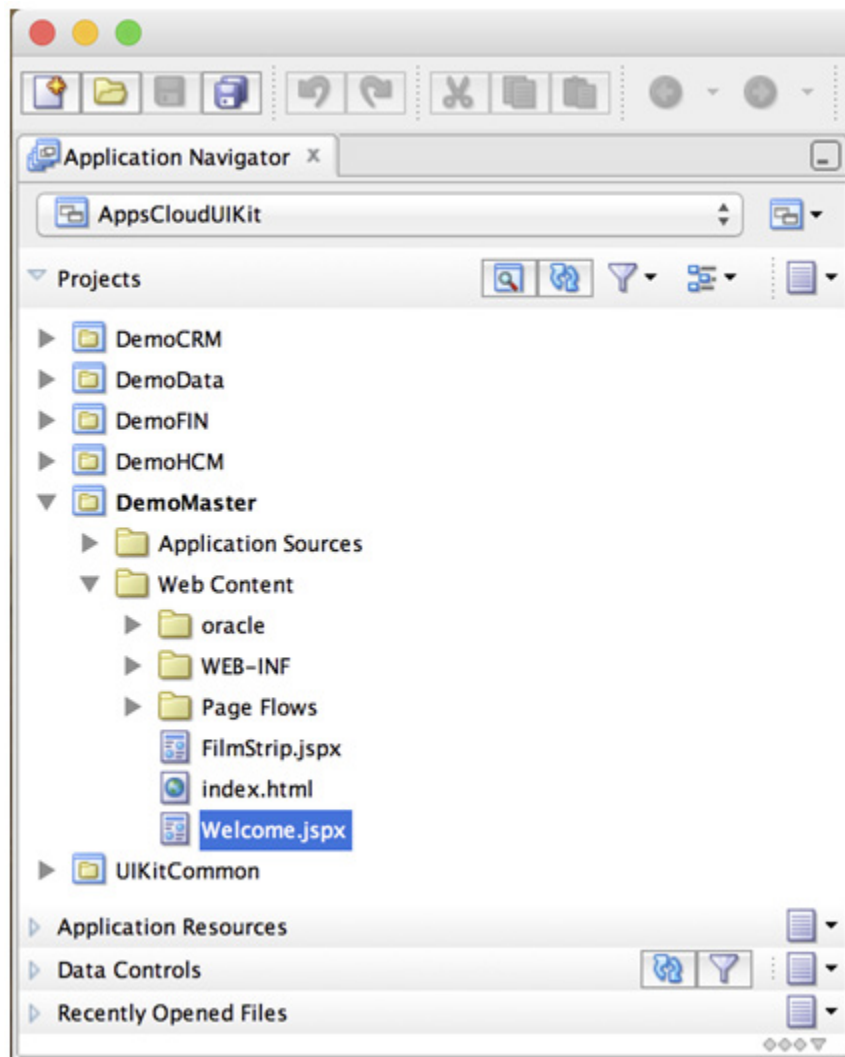 Application Navigator x
AppsCloudUIKit
Projects
DemoCRM
DemoData
DemoFIN
DemoHCM
DemoMaster
Application Sources
Web Content
oracle
WEB-INF
Page Flows
FilmStrip.jspx
index.html
Welcome.jspx
UIKitCommon
Application Resources
Data Controls
Recently Opened Files